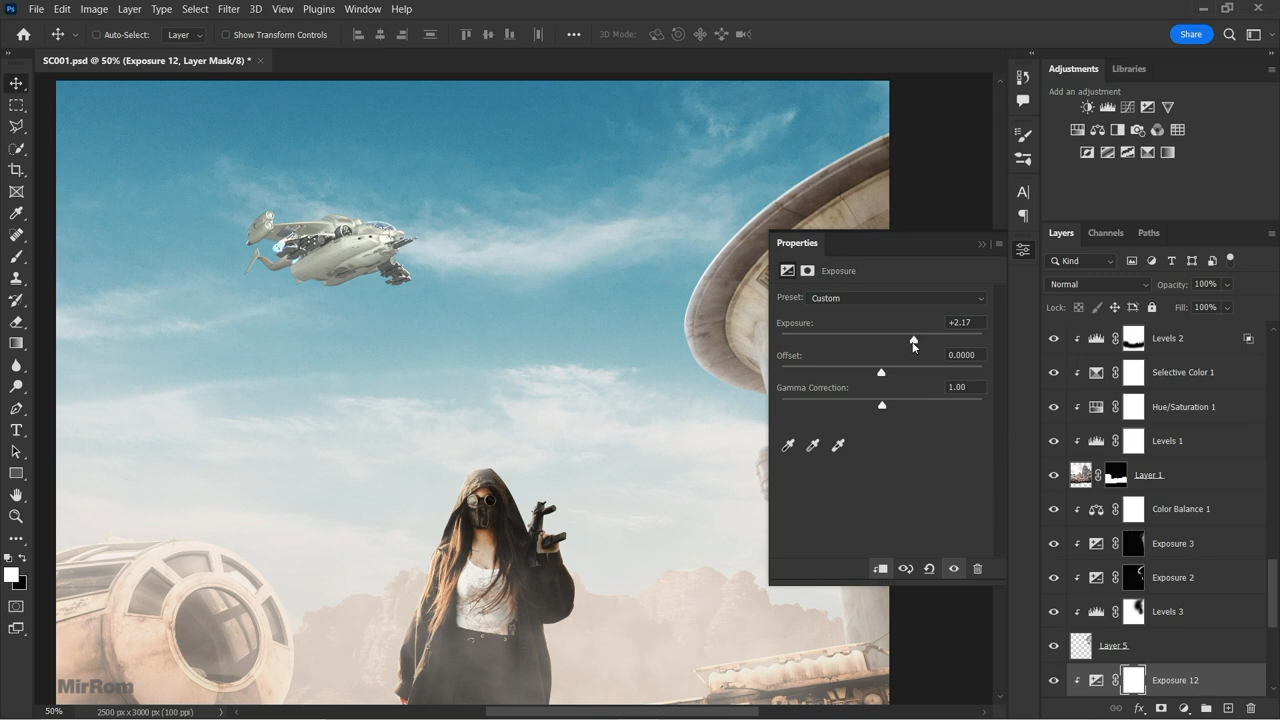 Ps File Edit Image Layer Type Select Filter 3D View Plugins Window Help
Auto-Select: Layer Show Transform Controls 3D Mode: Share
SC001.psd @ 50% (Exposure 12, Layer Mask/8) *
Adjustments Libraries
Add an adjustment
Properties
Exposure
Preset: Custom
Exposure: +2.17
Offset: 0.0000
Gamma Correction: 1.00
Layers Channels Paths
Kind
Normal Opacity: 100%
Lock: Fill: 100%
Levels 2
Selective Color 1
Hue/Saturation 1
Levels 1
Layer 1
Color Balance 1
Exposure 3
Exposure 2
Levels 3
Layer 5
Exposure 12
MirRom
50% 2500 px x 3000 px (100 ppi)